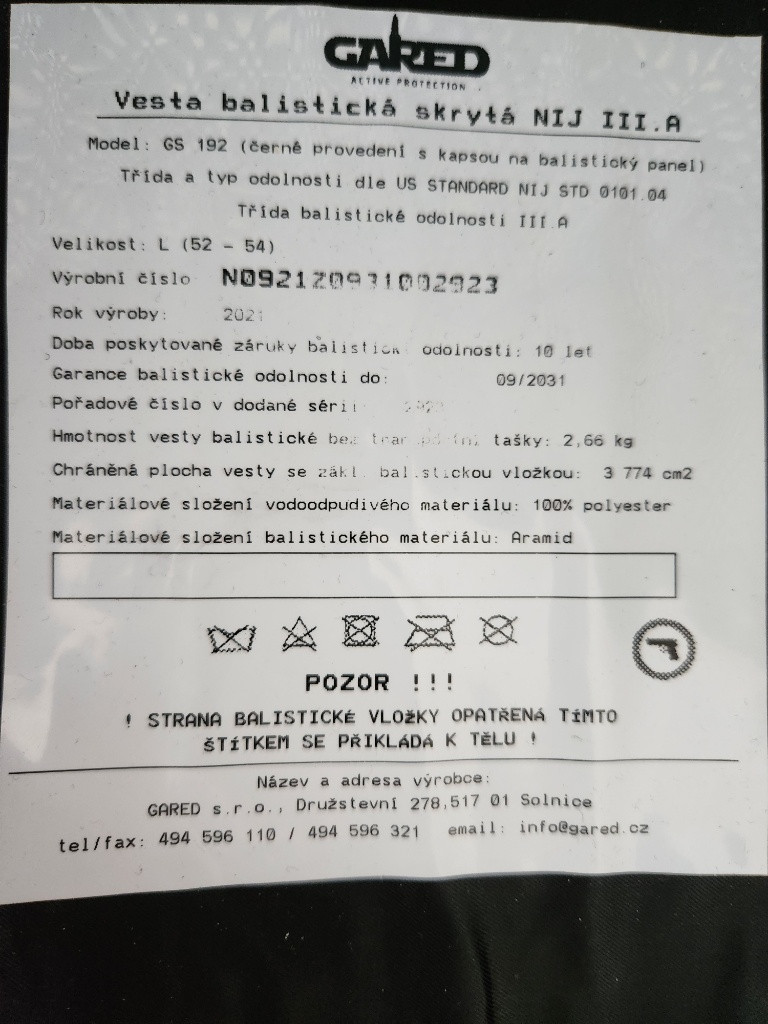 GARED
ACTIVE PROTECTION
Vesta balistická skrytá NIJ III.A
Model: GS 192 (černé provedení s kapsou na balistický panel)
Třída a typ odolnosti dle US STANDARD NIJ STD 0101.04
Třída balistické odolnosti III.A
Velikost: L (52 - 54)
Výrobní číslo N092120931002923
Rok výroby: 2021
Doba poskytované záruky balistick odolnosti: 10 let
Garance balistické odolnosti do: 09/2031
Pořadové číslo v dodané sérii
Hmotnost vesty balistické bez tašky: 2,66 kg
Chráněná plocha vesty se zákl. balistickou vložkou: 3 774 cm2
Materiálové složení vodoodpudivého materiálu: 100% polyester
Materiálové složení balistického materiálu: Aramid
POZOR !!!
! STRANA BALISTICKÉ VLOŽKY OPATŘENÁ TÍMTO
ŠTÍTKEM SE PŘIKLÁDÁ K TĚLU !
Název a adresa výrobce:
GARED s.r.o., Družstevní 278,517 01 Solnice
tel/fax: 494 596 110 / 494 596 321 email: info@gared.cz